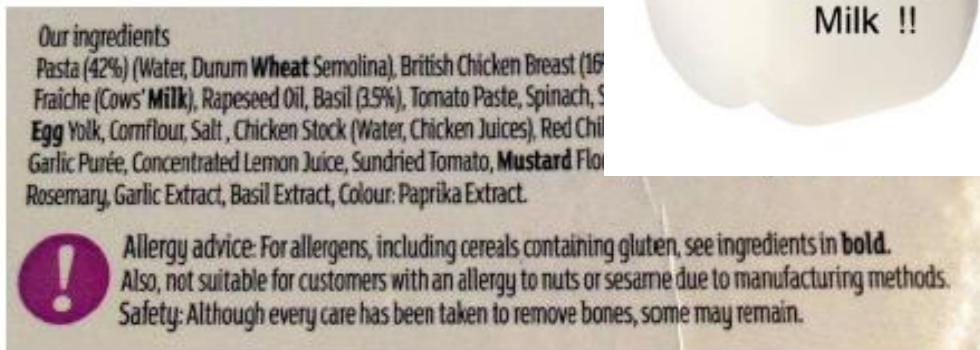 Milk !!
Our ingredients
Pasta (42%) (Water, Durum Wheat Semolina), British Chicken Breast (16
Fraîche (Cows' Milk), Rapeseed Oil, Basil (3.5%), Tomato Paste, Spinach,
Egg Yolk, Cornflour, Salt , Chicken Stock (Water, Chicken Juices), Red
Garlic Purée, Concentrated Lemon Juice, Sundried Tomato, Mustard
Rosemary, Garlic Extract, Basil Extract, Colour: Paprika Extract.
Allergy advice: For allergens, including cereals containing gluten, see ingredients in bold.
Also, not suitable for customers with an allergy to nuts or sesame due to manufacturing methods.
Safety: Although every care has been taken to remove bones, some may remain.